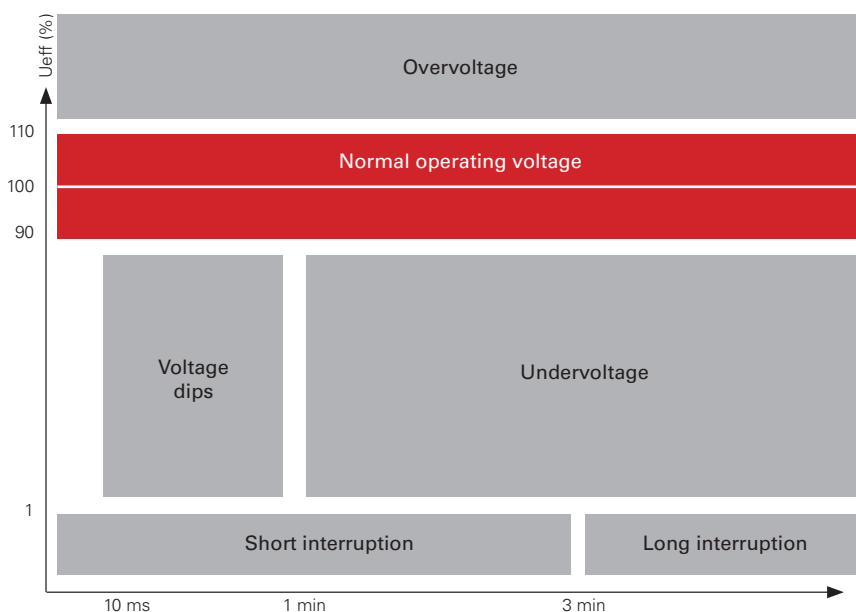 Ueff (%)
Overvoltage
110
Normal operating voltage
100
90
Voltage
dips
Undervoltage
1
Short interruption
Long interruption
10 ms
1 min
3 min